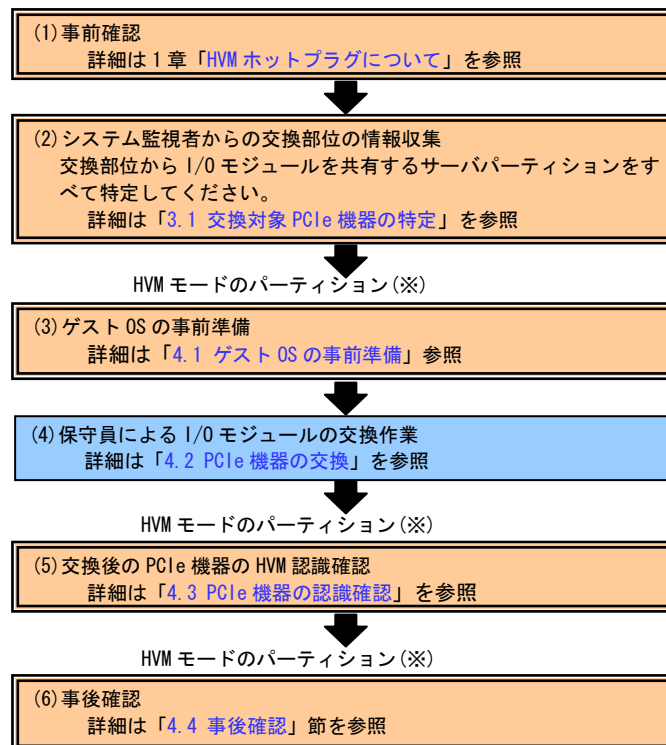 (1)事前確認
詳細は1章「HVM ホットプラグについて」を参照
(2)システム監視者からの交換部位の情報収集
交換部位から I/O モジュールを共有するサーバパーティションをす
べて特定してください。
詳細は「3.1 交換対象 PCIe 機器の特定」を参照
HVM モードのパーティション(※)
(3)ゲスト OS の事前準備
詳細は「4.1 ゲスト OS の事前準備」参照
(4)保守員による I/O モジュールの交換作業
詳細は「4.2 PCIe 機器の交換」を参照
HVM モードのパーティション(※)
(5)交換後の PCIe 機器の HVM 認識確認
詳細は「4.3 PCIe 機器の認識確認」を参照
HVM モードのパーティション(※)
(6)事後確認
詳細は「4.4 事後確認」節を参照